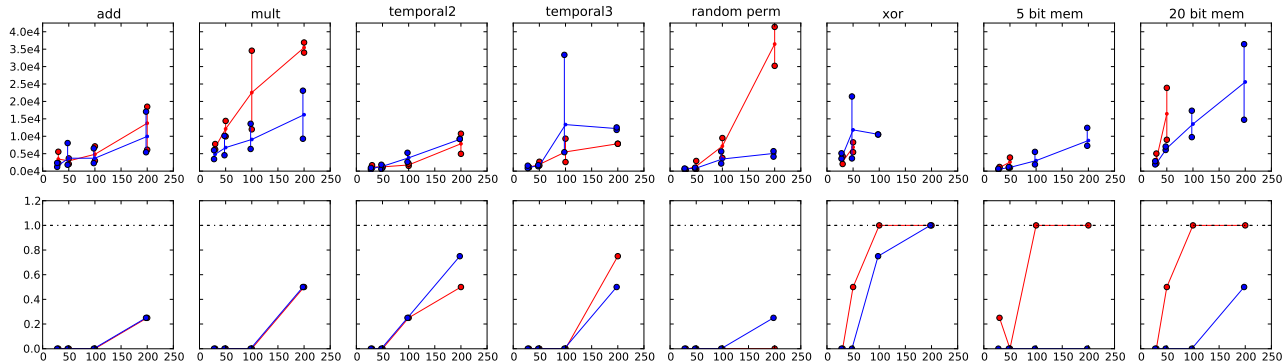 add mult temporal2 temporal3 random perm xor 5 bit mem 20 bit mem
4.0e4
3.5e4
3.0e4
2.5e4
2.0e4
1.5e4
1.0e4
0.5e4
0.0e4
0 50 100 150 200 250 0 50 100 150 200 250 0 50 100 150 200 250 0 50 100 150 200 250 0 50 100 150 200 250 0 50 100 150 200 250 0 50 100 150 200 250 0 50 100 150 200 250
1.2
1.0
0.8
0.6
0.4
0.2
0.0
0 50 100 150 200 250 0 50 100 150 200 250 0 50 100 150 200 250 0 50 100 150 200 250 0 50 100 150 200 250 0 50 100 150 200 250 0 50 100 150 200 250 0 50 100 150 200 250